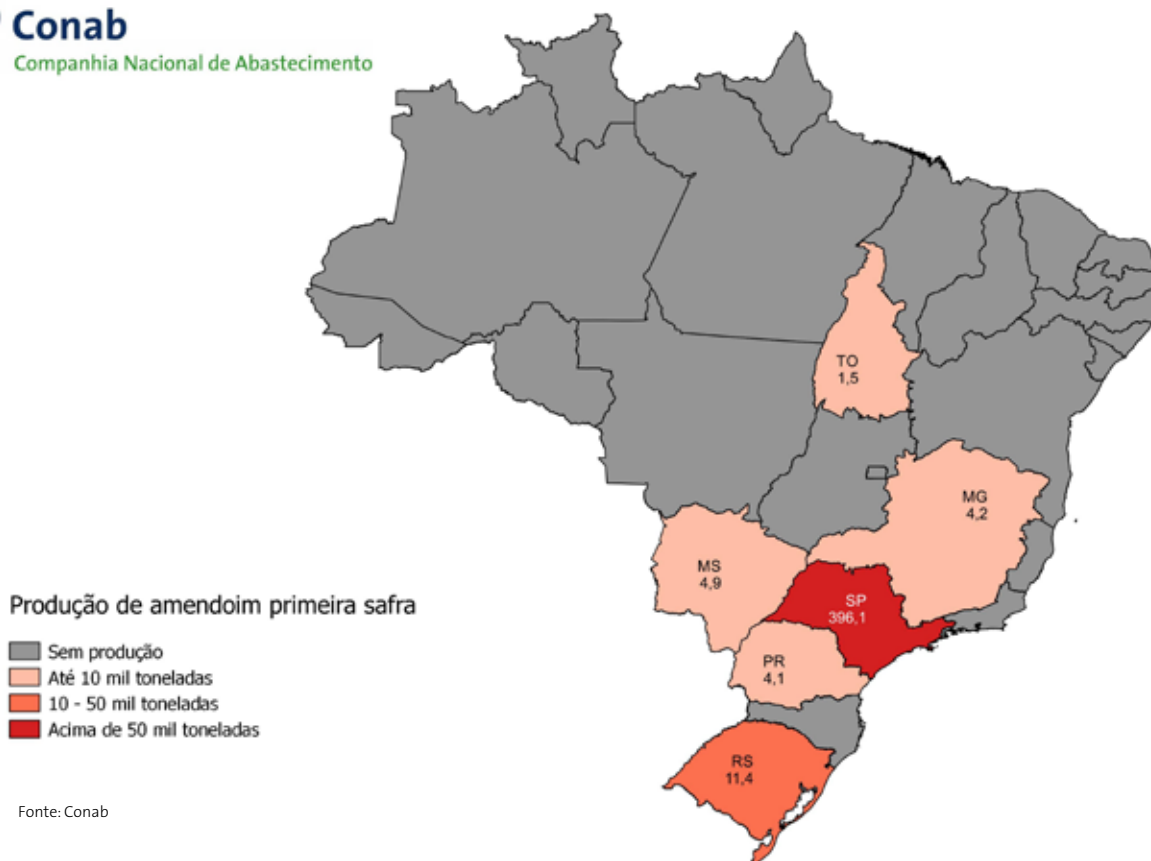 Conab
Companhia Nacional de Abastecimento
TO
1,5
MG
4,2
MS
4,9
SP
396,1
PR
4,1
RS
11,4
Produção de amendoim primeira safra
Sem produção
Até 10 mil toneladas
10 - 50 mil toneladas
Acima de 50 mil toneladas
Fonte: Conab